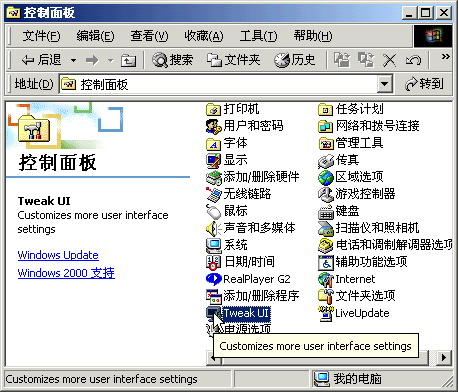 控制面板
文件(F) 编辑(E) 查看(V) 收藏(A) 工具(T) 帮助(H)
后退 搜索 文件夹 历史
地址(D) 控制面板 转到
控制面板
Tweak UI
Customizes more user interface
settings
Windows Update
Windows 2000 支持
打印机 任务计划
用户和密码 网络和拨号连接
字体 管理工具
显示 传真
添加/删除硬件 区域选项
无线链路 游戏控制器
鼠标 键盘
声音和多媒体 扫描仪和照相机
系统 电话和调制解调器选项
日期/时间 辅助功能选项
RealPlayer G2 Internet
添加/删除程序 文件夹选项
Tweak UI LiveUpdate
电源选项
Customizes more user interface settings
Customizes more user interface settings 我的电脑